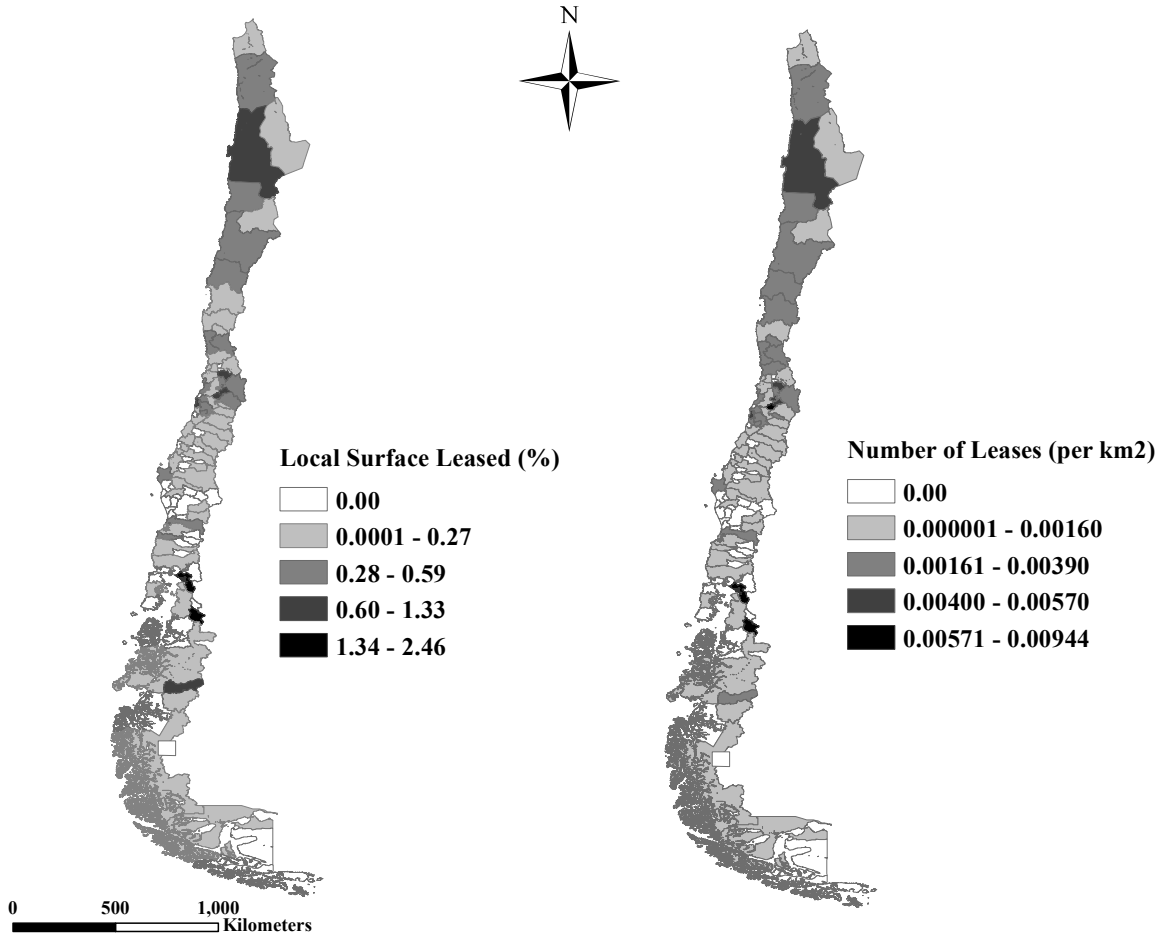 N
Local Surface Leased (%)
0.00
0.0001 - 0.27
0.28 - 0.59
0.60 - 1.33
1.34 - 2.46
Number of Leases (per km2)
0.00
0.000001 - 0.00160
0.00161 - 0.00390
0.00400 - 0.00570
0.00571 - 0.00944
0 500 1,000
Kilometers